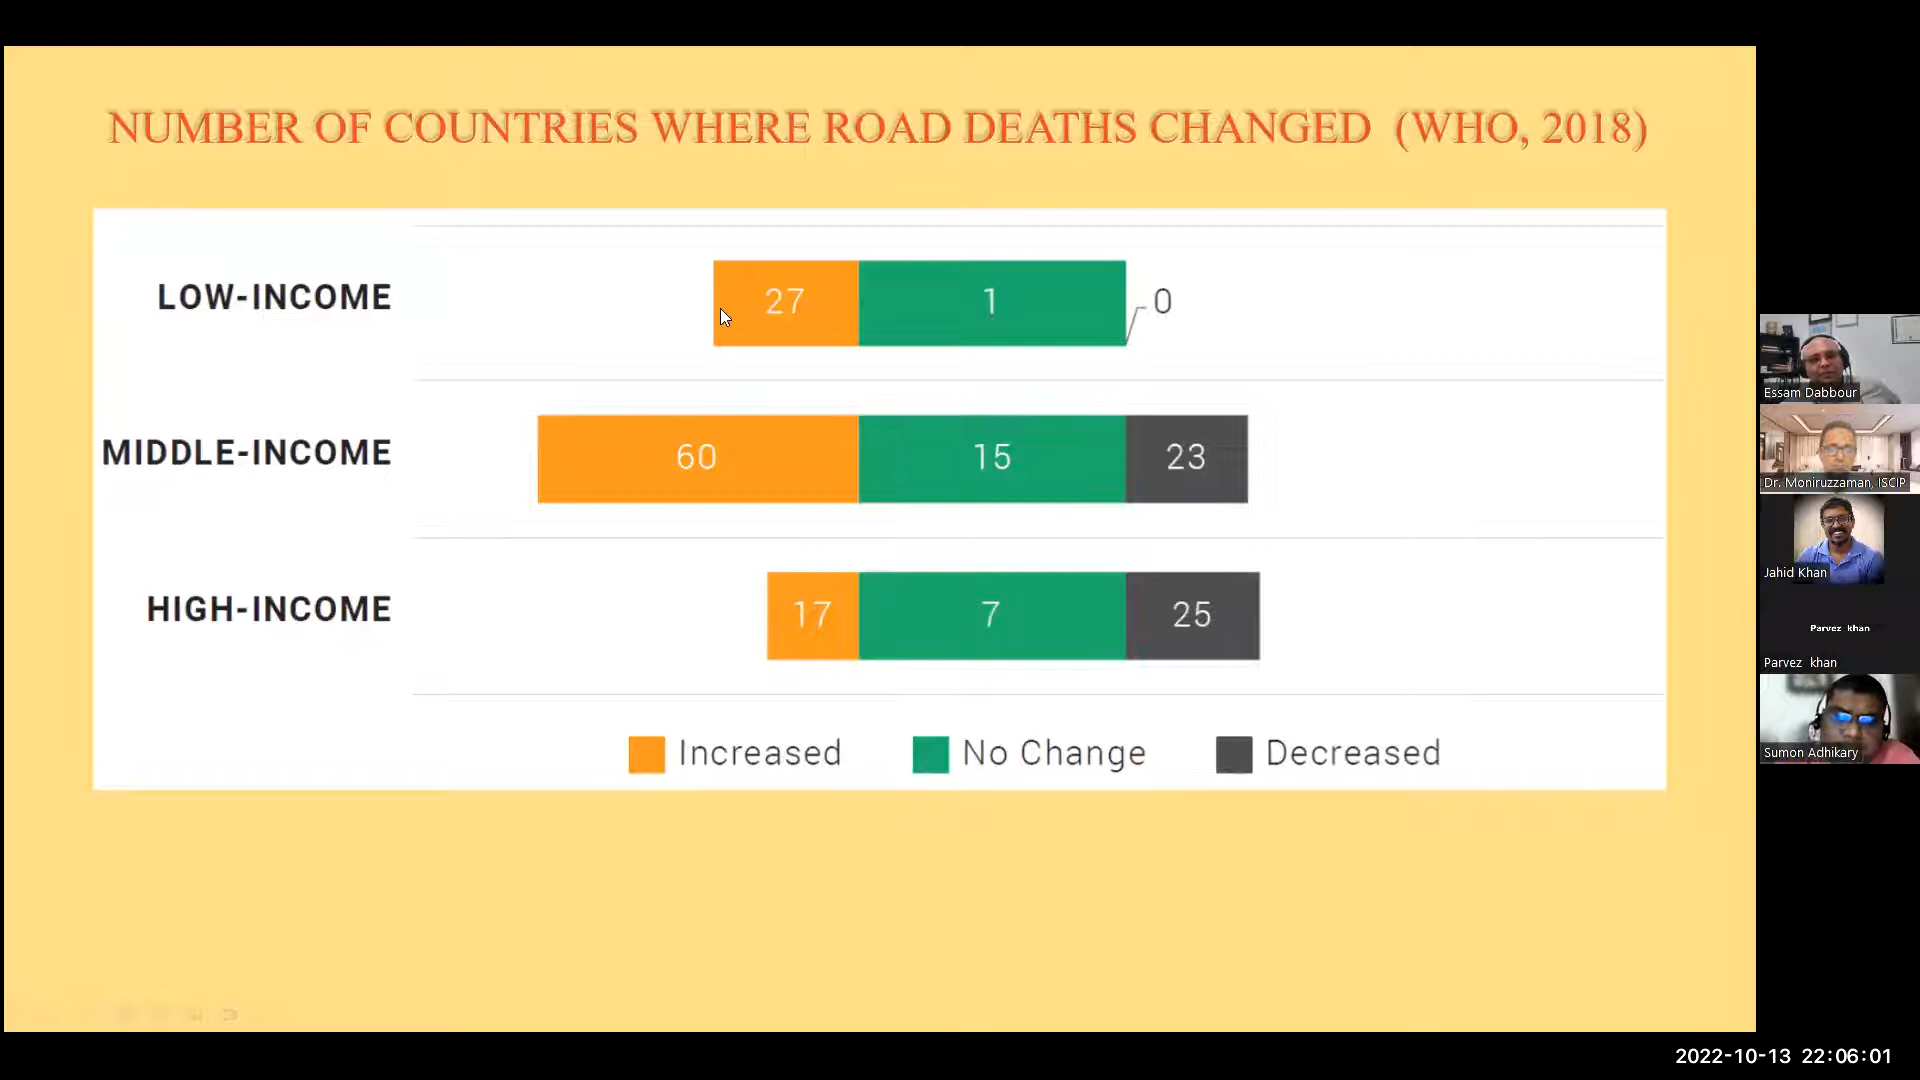 NUMBER OF COUNTRIES WHERE ROAD DEATHS CHANGED (WHO, 2018)
LOW-INCOME
27
1
0
MIDDLE-INCOME
60
15
23
HIGH-INCOME
17
7
25
Increased
No Change
Decreased
Essam Dabbour
Dr. Moniruzzaman, ISCIP
Jahid Khan
Parvez khan
Parvez khan
Sumon Adhikary
2022-10-13 22:06:01